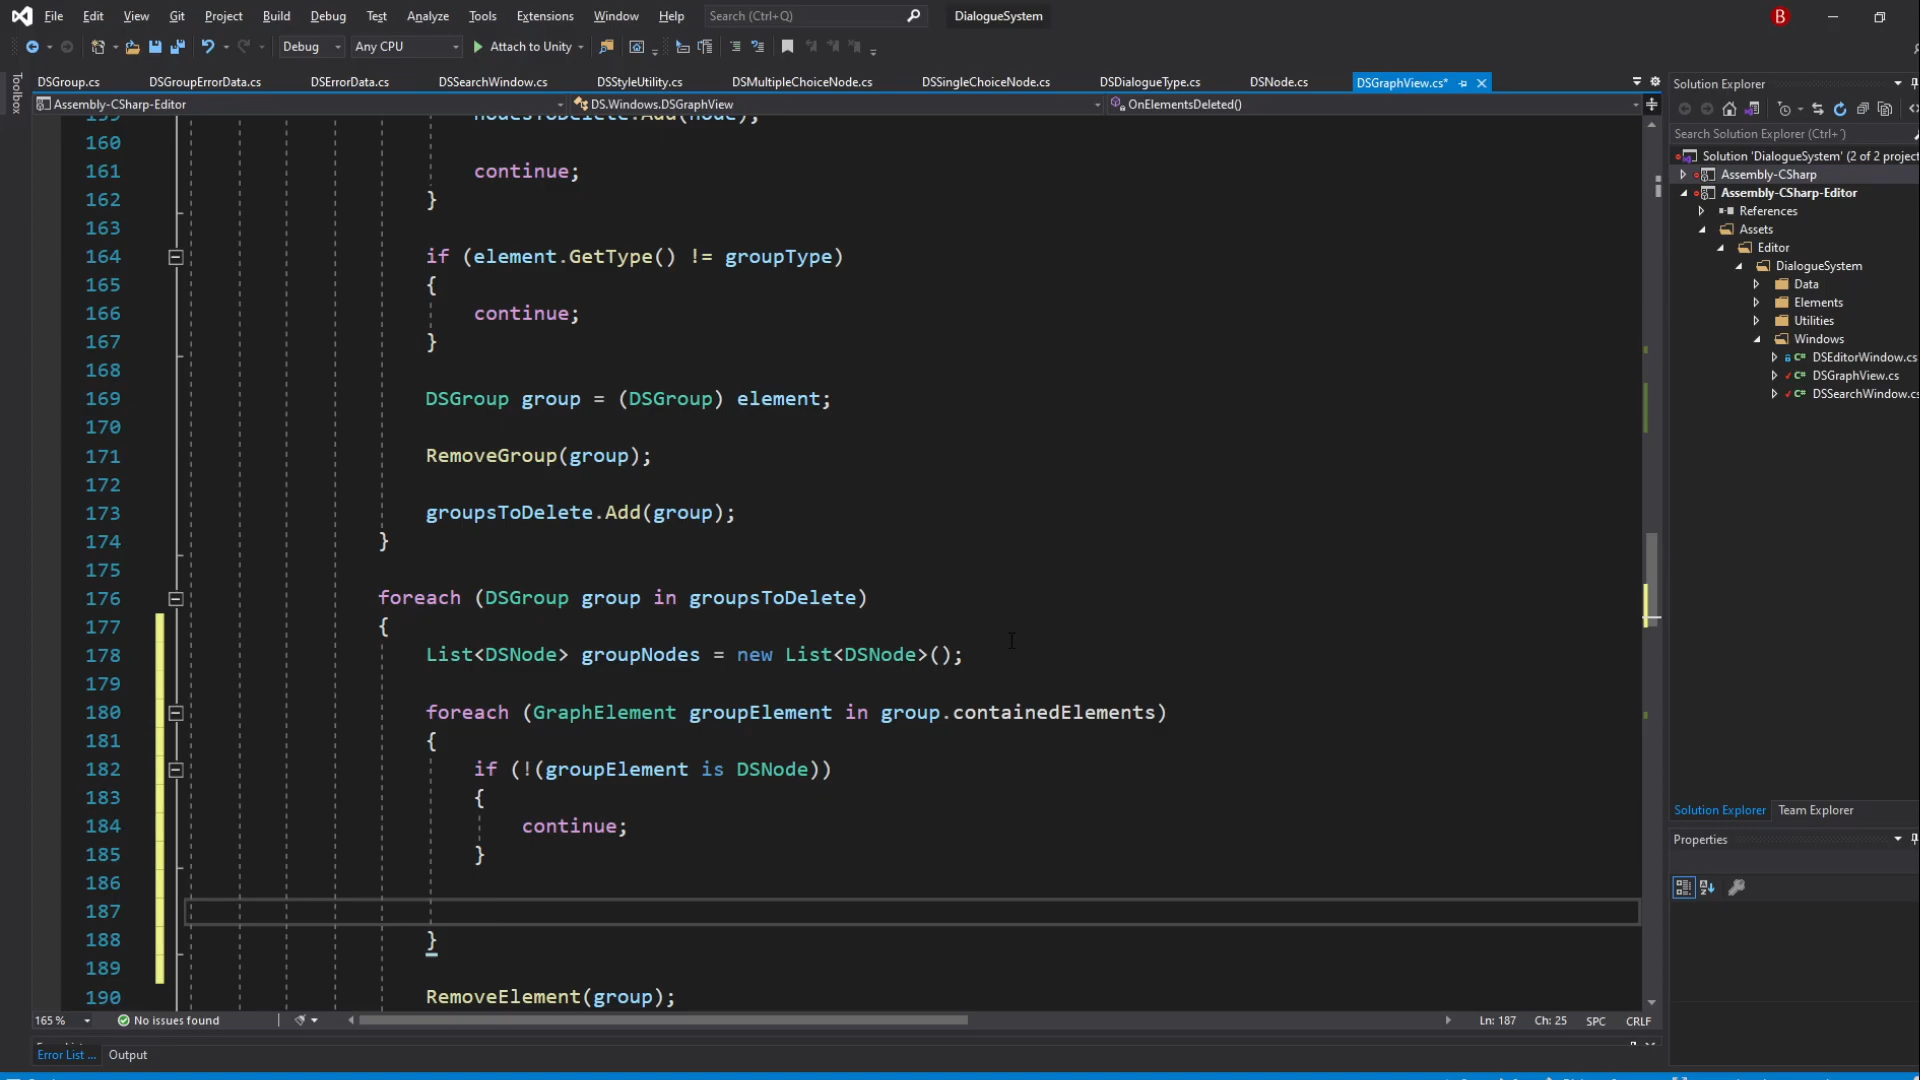 File Edit View Git Project Build Debug Test Analyze Tools Extensions Window Help Search (Ctrl+Q) DialogueSystem B
Debug Any CPU Attach to Unity
Toolbox
DSGroup.cs DSGroupErrorData.cs DSErrorData.cs DSSearchWindow.cs DSStyleUtility.cs DSMultipleChoiceNode.cs DSSingleChoiceNode.cs DSDialogueType.cs DSNode.cs DSGraphView.cs*
Assembly-CSharp-Editor DS.Windows.DSGraphView OnElementsDeleted()
159 nodesToDelete.Add(node);
160
161 continue;
162 }
163
164 if (element.GetType() != groupType)
165 {
166 continue;
167 }
168
169 DSGroup group = (DSGroup) element;
170
171 RemoveGroup(group);
172
173 groupsToDelete.Add(group);
174 }
175
176 foreach (DSGroup group in groupsToDelete)
177 {
178 List<DSNode> groupNodes = new List<DSNode>();
179
180 foreach (GraphElement groupElement in group.containedElements)
181 {
182 if (!(groupElement is DSNode))
183 {
184 continue;
185 }
186
187
188 }
189
190 RemoveElement(group);
165 % No issues found Ln: 187 Ch: 25 SPC CRLF
Error List ... Output
Solution Explorer
Search Solution Explorer (Ctrl+´)
Solution 'DialogueSystem' (2 of 2 project
Assembly-CSharp
Assembly-CSharp-Editor
References
Assets
Editor
DialogueSystem
Data
Elements
Utilities
Windows
DSEditorWindow.cs
DSGraphView.cs
DSSearchWindow.cs
Solution Explorer Team Explorer
Properties